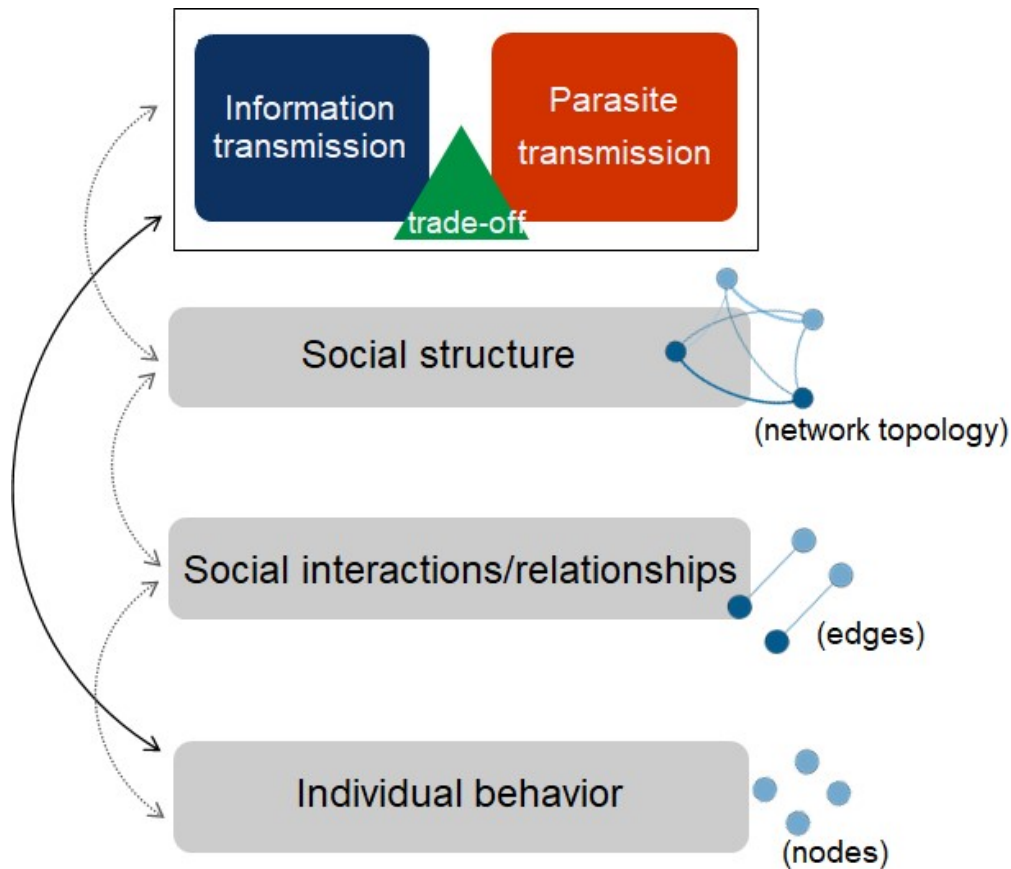 Information
transmission
Parasite
transmission
trade-off
Social structure
(network topology)
Social interactions/relationships
(edges)
Individual behavior
(nodes)